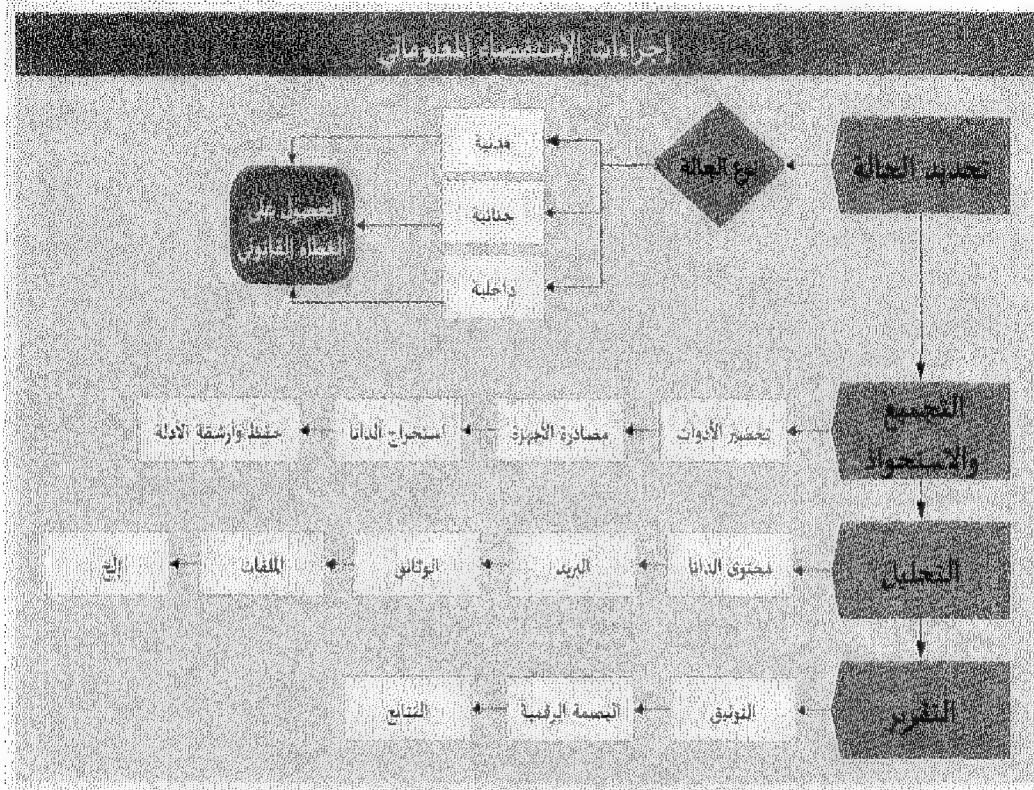 إجراءات الإستقصاء المعلوماتي
تحديد الحالة
نوع الحالة
مدنية
جنائية
داخلية
الحصول على
الغطاء القانوني
التجميع
والاستحواذ
تحضير الأدوات
مصادرة الأجهزة
استخراج الداتا
حفظ وأرشفة الأدلة
التحليل
محتوى الداتا
البريد
الوثائق
الملفات
إلخ
التقرير
التوثيق
البصمة الرقمية
النتائج